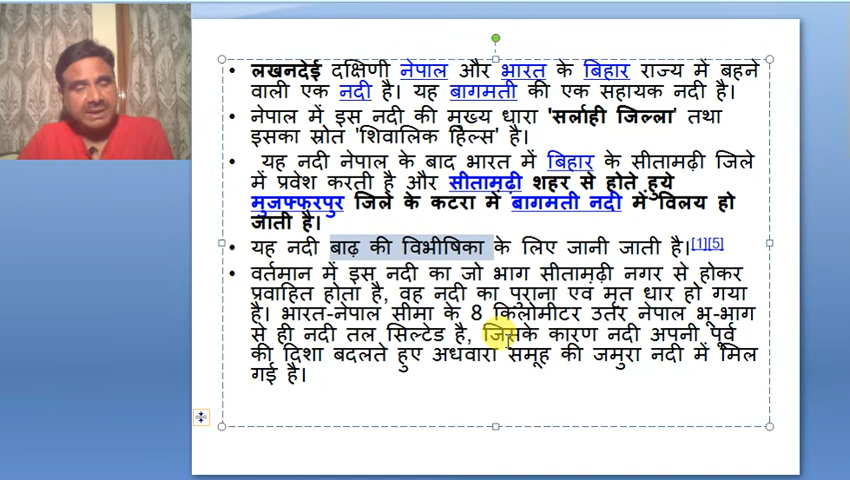 • लखनदेई दक्षिणी नेपाल और भारत के बिहार राज्य में बहने
वाली एक नदी है। यह बागमती की एक सहायक नदी है।
• नेपाल में इस नदी की मुख्य धारा 'सर्लाही जिल्ला' तथा
इसका स्रोत 'शिवालिक हिल्स' है।
• यह नदी नेपाल के बाद भारत में बिहार के सीतामढ़ी जिले
में प्रवेश करती है और सीतामढ़ी शहर से होते हुये
मुजफ्फरपुर जिले के कटरा में बागमती नदी में विलय हो
जाती है।
• यह नदी बाढ़ की विभीषिका के लिए जानी जाती है।[1][5]
• वर्तमान में इस नदी का जो भाग सीतामढ़ी नगर से होकर
प्रवाहित होता है, वह नदी का पुराना एवं मृत धार हो गया
है। भारत-नेपाल सीमा के 8 किलोमीटर उत्तर नेपाल भू-भाग
से ही नदी तल सिल्टेड है, जिसके कारण नदी अपनी पूर्व
की दिशा बदलते हुए अधवारा समूह की जमुरा नदी में मिल
गई है।